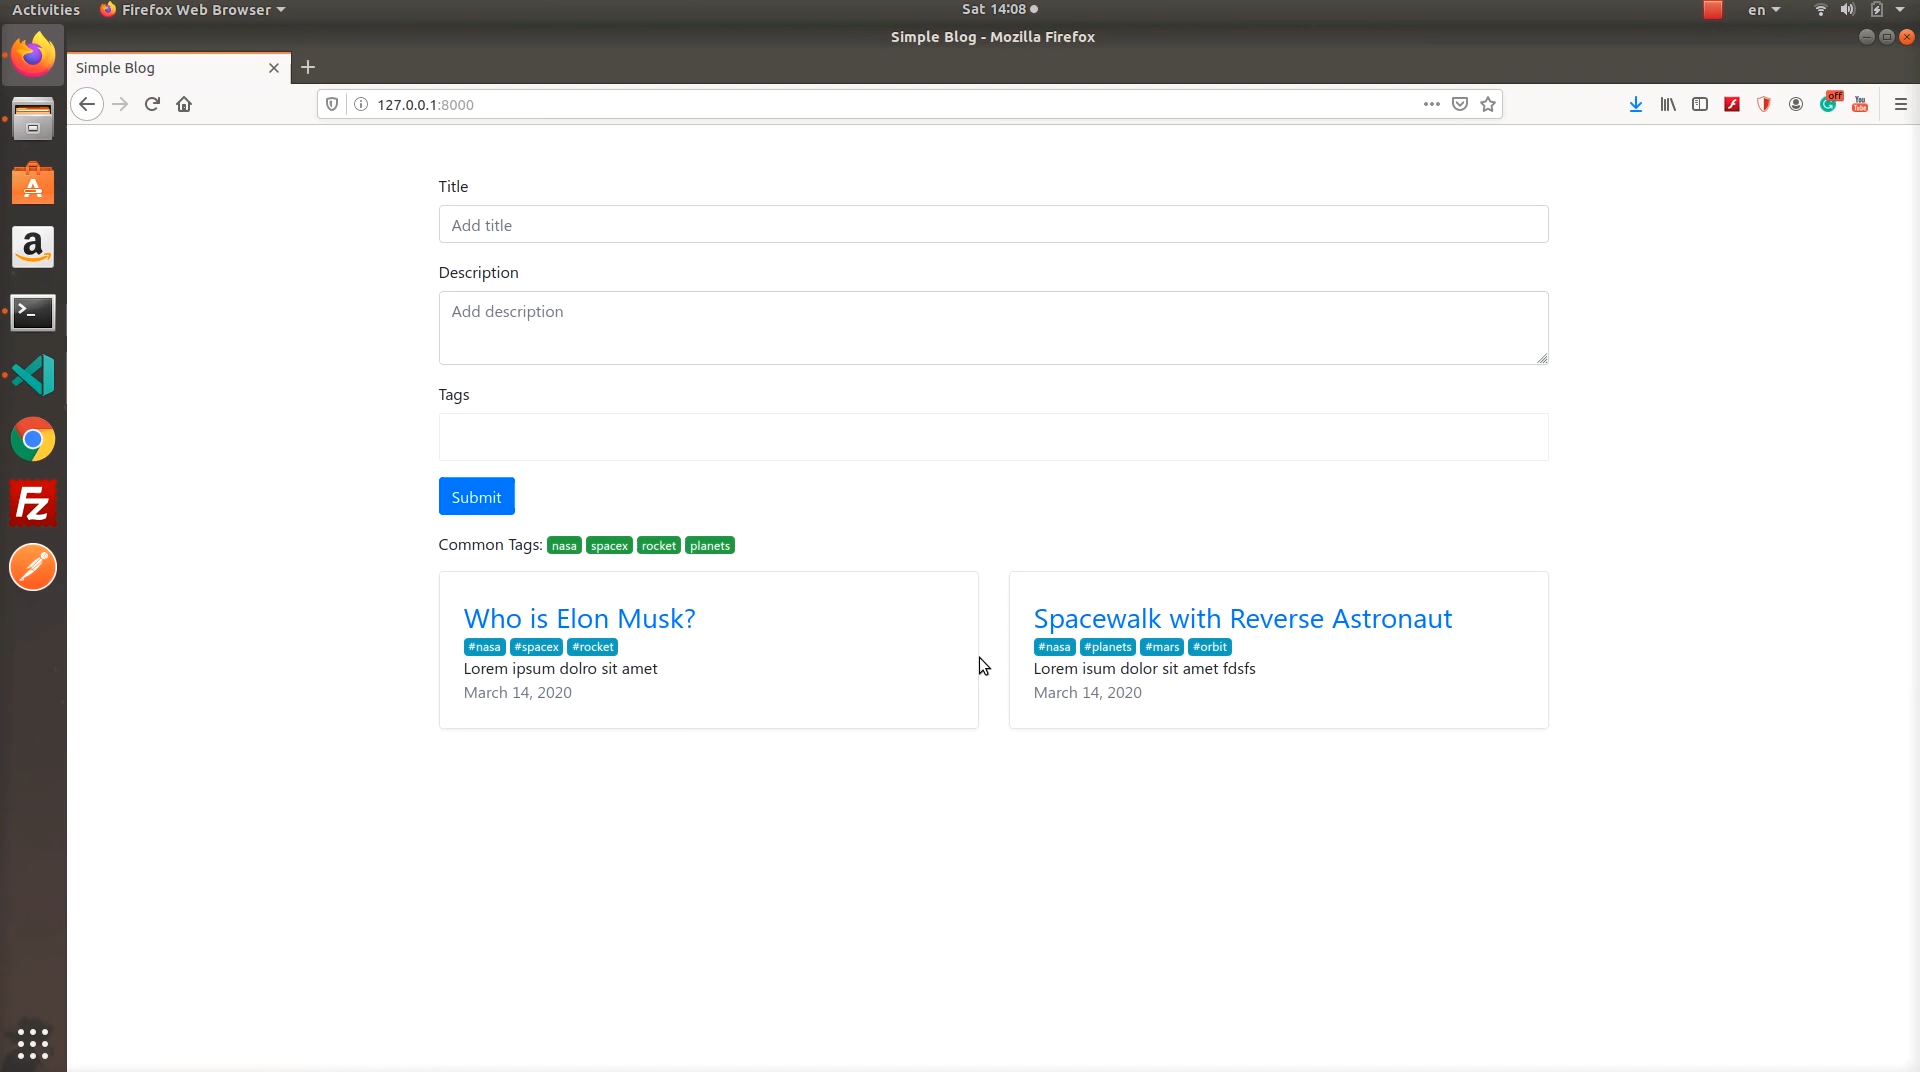 Activities Firefox Web Browser Sat 14:08 en
Simple Blog - Mozilla Firefox
Simple Blog
127.0.0.1:8000
off
You
Tube
Title
Add title
Description
Add description
Tags
Submit
Common Tags: nasa spacex rocket planets
Who is Elon Musk?
#nasa #spacex #rocket
Lorem ipsum dolro sit amet
March 14, 2020
Spacewalk with Reverse Astronaut
#nasa #planets #mars #orbit
Lorem isum dolor sit amet fdsfs
March 14, 2020